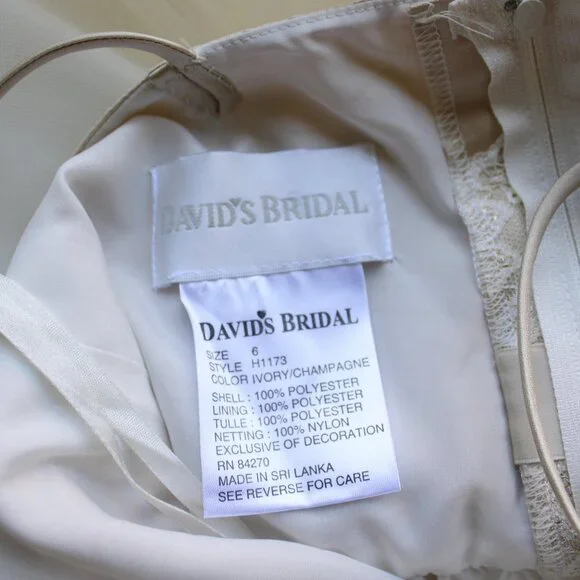 DAVID'S BRIDAL
DAVID'S BRIDAL
SIZE 6
STYLE H1173
COLOR IVORY/CHAMPAGNE
SHELL : 100% POLYESTER
LINING : 100% POLYESTER
TULLE : 100% POLYESTER
NETTING : 100% NYLON
EXCLUSIVE OF DECORATION
RN 84270
MADE IN SRI LANKA
SEE REVERSE FOR CARE